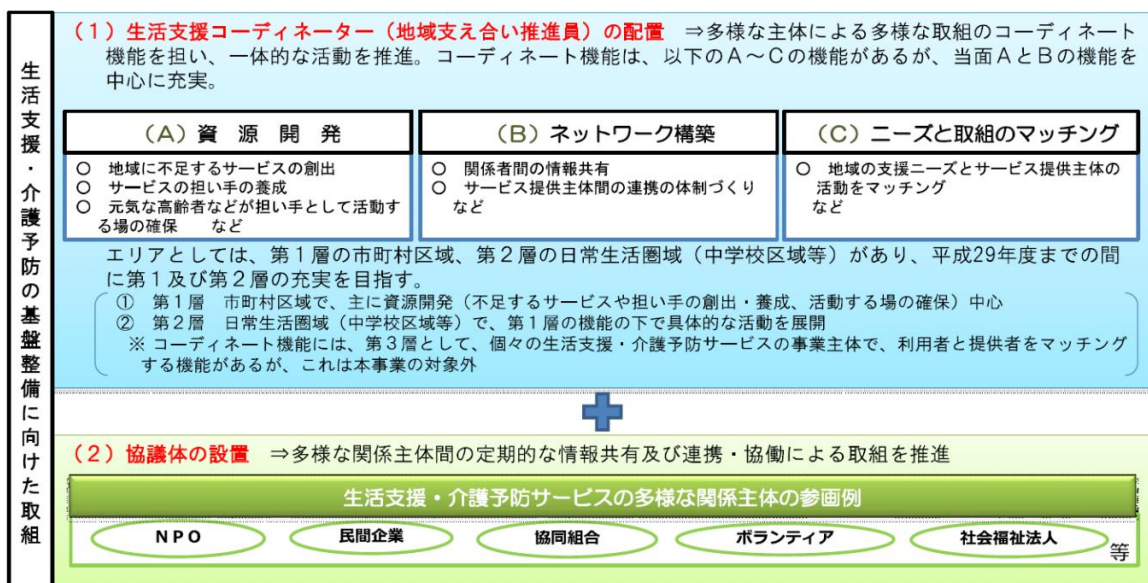 生活支援・介護予防の基盤整備に向けた取組
(1)生活支援コーディネーター(地域支え合い推進員)の配置 ⇒多様な主体による多様な取組のコーディネート
機能を担い、一体的な活動を推進。コーディネート機能は、以下のA~Cの機能があるが、当面AとBの機能を
中心に充実。
(A)資 源 開 発
○ 地域に不足するサービスの創出
○ サービスの担い手の養成
○ 元気な高齢者などが担い手として活動す
る場の確保 など
(B)ネットワーク構築
○ 関係者間の情報共有
○ サービス提供主体間の連携の体制づくり
など
(C)ニーズと取組のマッチング
○ 地域の支援ニーズとサービス提供主体の
活動をマッチング
など
エリアとしては、第1層の市町村区域、第2層の日常生活圏域(中学校区域等)があり、平成29年度までの間
に第1及び第2層の充実を目指す。
① 第1層 市町村区域で、主に資源開発(不足するサービスや担い手の創出・養成、活動する場の確保)中心
② 第2層 日常生活圏域(中学校区域等)で、第1層の機能の下で具体的な活動を展開
※ コーディネート機能には、第3層として、個々の生活支援・介護予防サービスの事業主体で、利用者と提供者をマッチング
する機能があるが、これは本事業の対象外
(2)協議体の設置 ⇒多様な関係主体間の定期的な情報共有及び連携・協働による取組を推進
生活支援・介護予防サービスの多様な関係主体の参画例
NPO
民間企業
協同組合
ボランティア
社会福祉法人
等